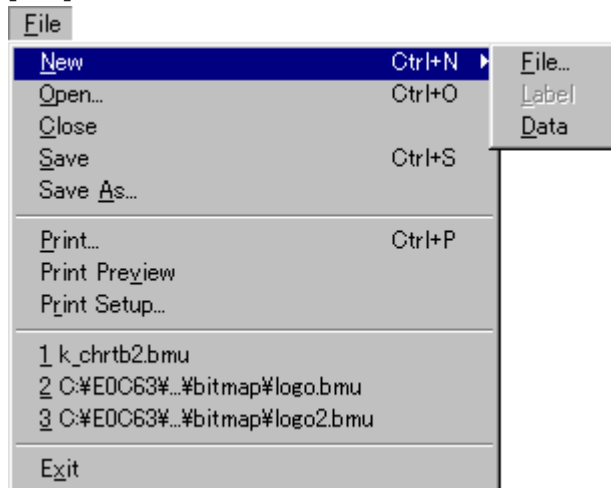 File
New Ctrl+N
Open... Ctrl+O
Close
Save Ctrl+S
Save As...
Print... Ctrl+P
Print Preview
Print Setup...
1 k_chrtb2.bmu
2 C:¥E0C63¥...¥bitmap¥logo.bmu
3 C:¥E0C63¥...¥bitmap¥logo2.bmu
Exit
File...
Label
Data